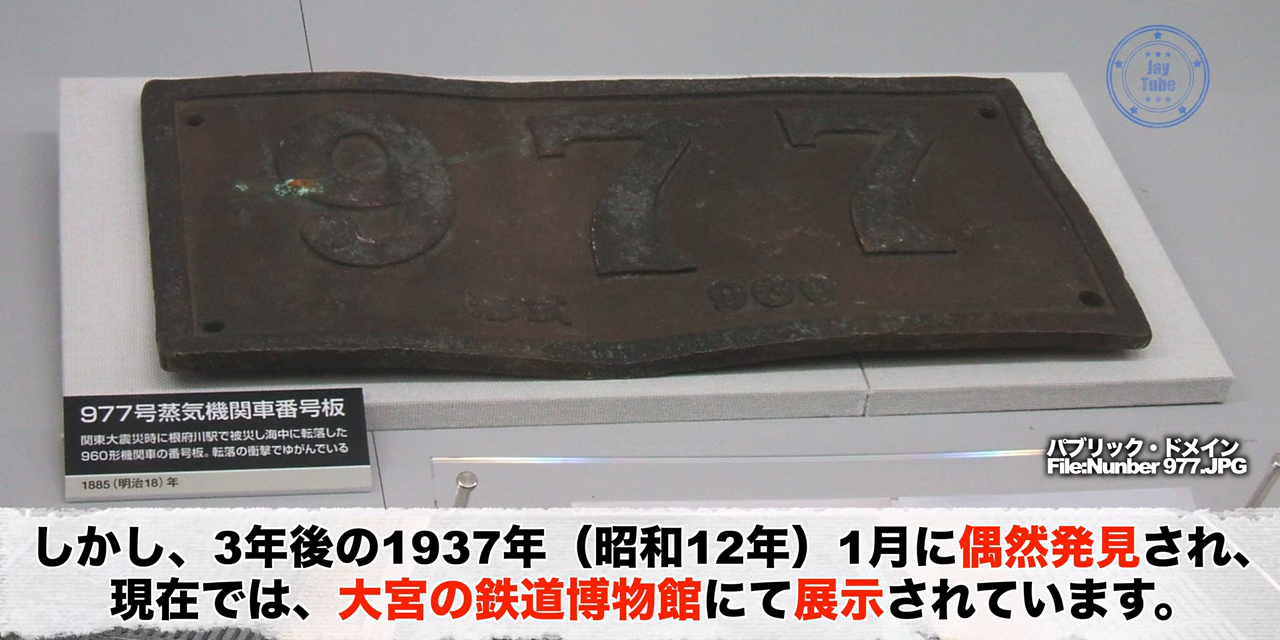 Jay
Tube
9 7 7
形式 960
977号蒸気機関車番号板
関東大震災時に根府川駅で被災し海中に転落した
960形機関車の番号板。転落の衝撃でゆがんでいる
1885(明治18)年
パブリック・ドメイン
File:Nunber 977.JPG
しかし、3年後の1937年（昭和12年）1月に偶然発見され、
現在では、大宮の鉄道博物館にて展示されています。